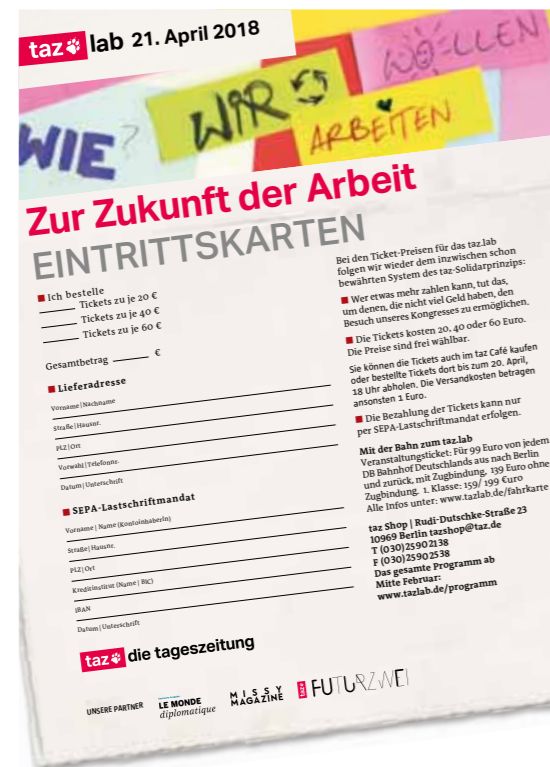 taz lab 21. April 2018
WIE?
WIR
WOLLEN
ARBEITEN
Zur Zukunft der Arbeit
EINTRITTSKARTEN
Ich bestelle
Tickets zu je 20 €
Tickets zu je 40 €
Tickets zu je 60 €
Gesamtbetrag €
Lieferadresse
Vorname | Nachname
Straße | Hausnr.
PLZ | Ort
Vorwahl | Telefonnr.
Datum | Unterschrift
SEPA-Lastschriftmandat
Vorname | Name (KontoinhaberIn)
Straße | Hausnr.
PLZ | Ort
Kreditinstitut (Name | BIC)
IBAN
Datum | Unterschrift
Bei den Ticket-Preisen für das taz.lab
folgen wir wieder dem inzwischen schon
bewährten System des taz-Solidarprinzips:
Wer etwas mehr zahlen kann, tut das,
um denen, die nicht viel Geld haben, den
Besuch unseres Kongresses zu ermöglichen.
Die Tickets kosten 20, 40 oder 60 Euro.
Die Preise sind frei wählbar.
Sie können die Tickets auch im taz Café kaufen
oder bestellte Tickets dort bis zum 20. April,
18 Uhr abholen. Die Versandkosten betragen
ansonsten 1 Euro.
Die Bezahlung der Tickets kann nur
per SEPA-Lastschriftmandat erfolgen.
Mit der Bahn zum taz.lab
Veranstaltungsticket: Für 99 Euro von jedem
DB Bahnhof Deutschlands aus nach Berlin
und zurück, mit Zugbindung, 139 Euro ohne
Zugbindung. 1. Klasse: 159/ 199 €uro
Alle Infos unter: www.tazlab.de/fahrkarte
taz Shop | Rudi-Dutschke-Straße 23
10969 Berlin tazshop@taz.de
T (030)25902138
F (030)25902538
Das gesamte Programm ab
Mitte Februar:
www.tazlab.de/programm
taz die tageszeitung
UNSERE PARTNER
LE MONDE
diplomatique
MISSY
MAGAZINE
taz FUTURZWEI